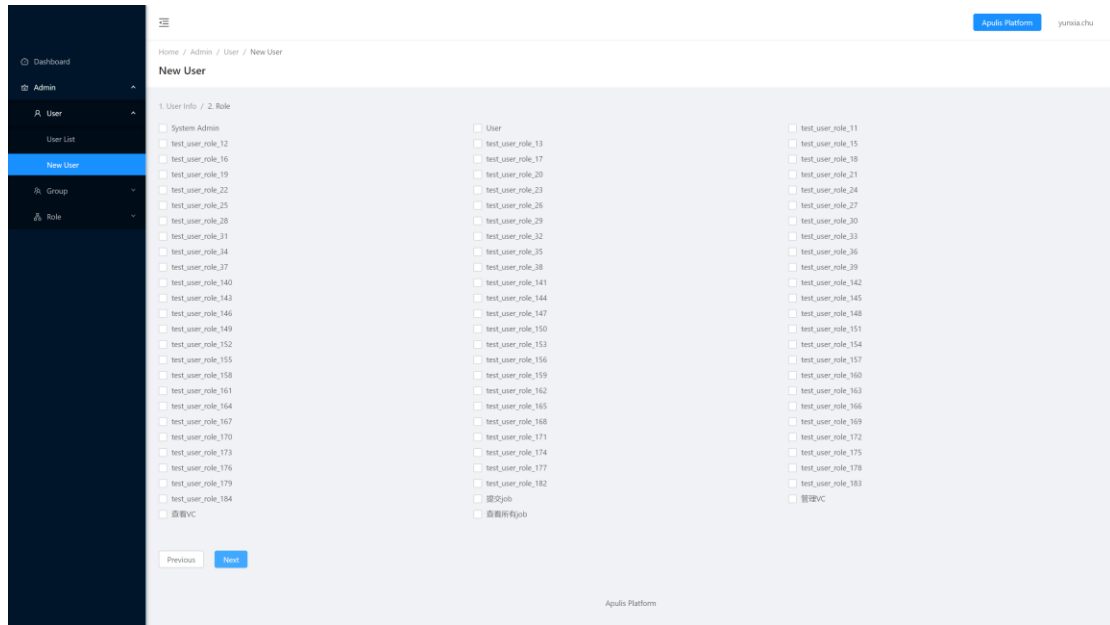 Apulis Platform yunxia.chu
Home / Admin / User / New User
New User
Dashboard
Admin
User
User List
New User
Group
Role
1. User Info / 2. Role
System Admin User test_user_role_11
test_user_role_12 test_user_role_13 test_user_role_15
test_user_role_16 test_user_role_17 test_user_role_18
test_user_role_19 test_user_role_20 test_user_role_21
test_user_role_22 test_user_role_23 test_user_role_24
test_user_role_25 test_user_role_26 test_user_role_27
test_user_role_28 test_user_role_29 test_user_role_30
test_user_role_31 test_user_role_32 test_user_role_33
test_user_role_34 test_user_role_35 test_user_role_36
test_user_role_37 test_user_role_38 test_user_role_39
test_user_role_140 test_user_role_141 test_user_role_142
test_user_role_143 test_user_role_144 test_user_role_145
test_user_role_146 test_user_role_147 test_user_role_148
test_user_role_149 test_user_role_150 test_user_role_151
test_user_role_152 test_user_role_153 test_user_role_154
test_user_role_155 test_user_role_156 test_user_role_157
test_user_role_158 test_user_role_159 test_user_role_160
test_user_role_161 test_user_role_162 test_user_role_163
test_user_role_164 test_user_role_165 test_user_role_166
test_user_role_167 test_user_role_168 test_user_role_169
test_user_role_170 test_user_role_171 test_user_role_172
test_user_role_173 test_user_role_174 test_user_role_175
test_user_role_176 test_user_role_177 test_user_role_178
test_user_role_179 test_user_role_182 test_user_role_183
test_user_role_184 提交job 管理VC
查看VC 查看所有job
Previous Next
Apulis Platform